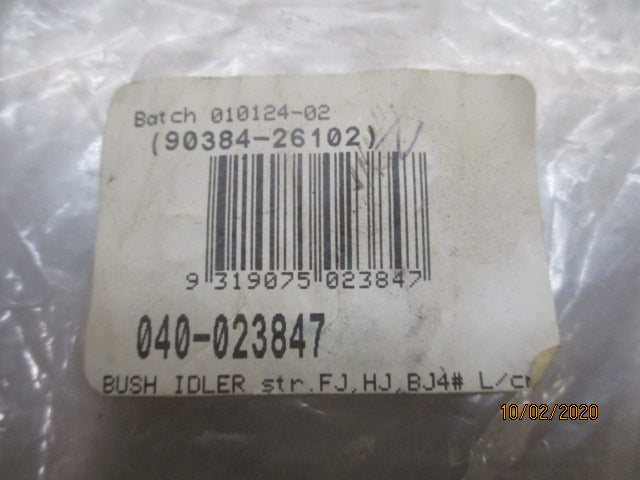 Batch 010124-02
(90384-26102)
9 319075 023847
040-023847
BUSH IDLER str.FJ,HJ,BJ4# L/cr
10/02/2020